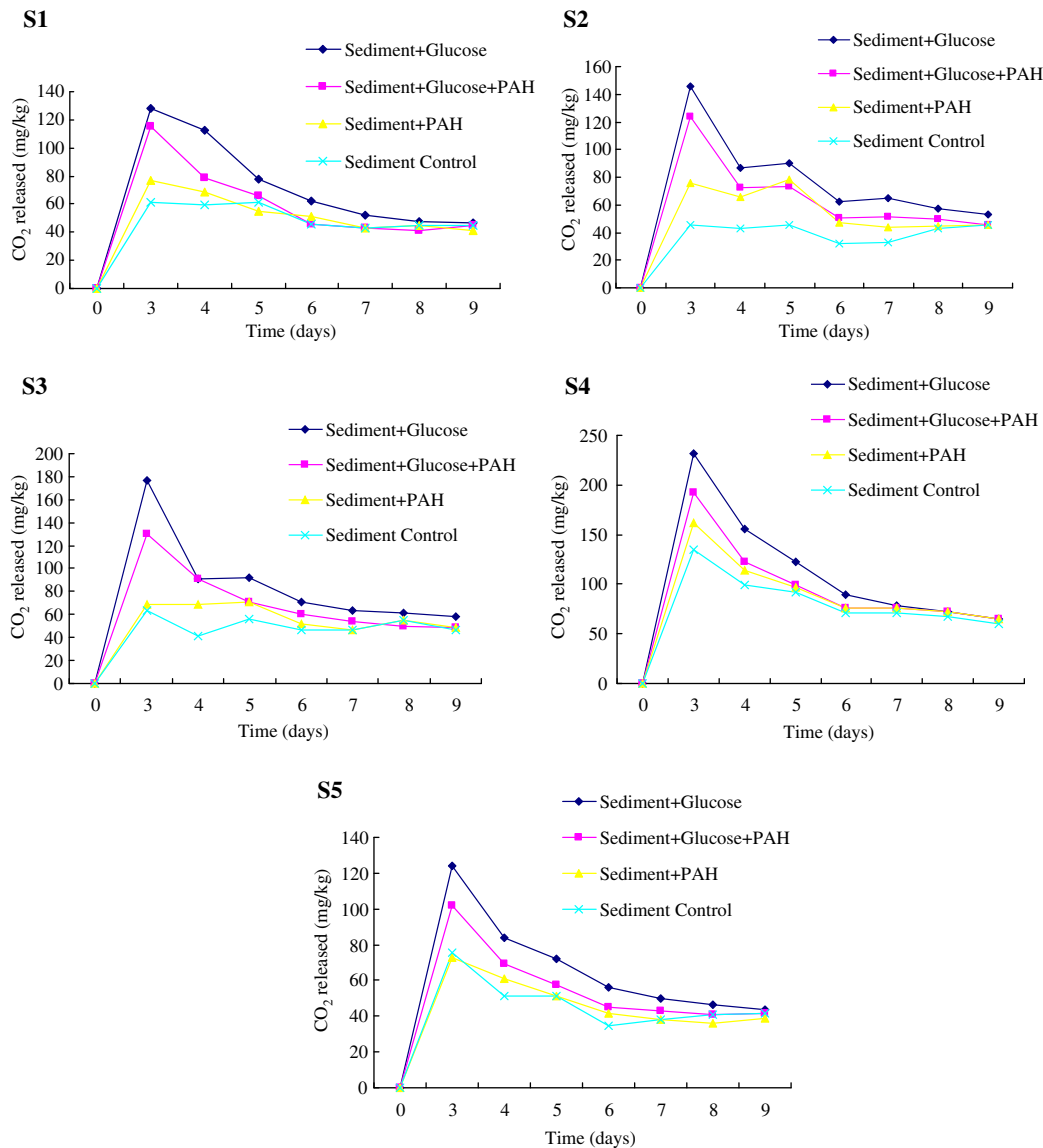 S1
Sediment+Glucose
Sediment+Glucose+PAH
Sediment+PAH
Sediment Control
CO₂ released (mg/kg)
140
120
100
80
60
40
20
0
0 3 4 5 6 7 8 9
Time (days)
S2
Sediment+Glucose
Sediment+Glucose+PAH
Sediment+PAH
Sediment Control
CO₂ released (mg/kg)
160
140
120
100
80
60
40
20
0
0 3 4 5 6 7 8 9
Time (days)
S3
Sediment+Glucose
Sediment+Glucose+PAH
Sediment+PAH
Sediment Control
CO₂ released (mg/kg)
200
180
160
140
120
100
80
60
40
20
0
0 3 4 5 6 7 8 9
Time (days)
S4
Sediment+Glucose
Sediment+Glucose+PAH
Sediment+PAH
Sediment Control
CO₂ released (mg/kg)
250
200
150
100
50
0
0 3 4 5 6 7 8 9
Time (days)
S5
Sediment+Glucose
Sediment+Glucose+PAH
Sediment+PAH
Sediment Control
CO₂ released (mg/kg)
140
120
100
80
60
40
20
0
0 3 4 5 6 7 8 9
Time (days)